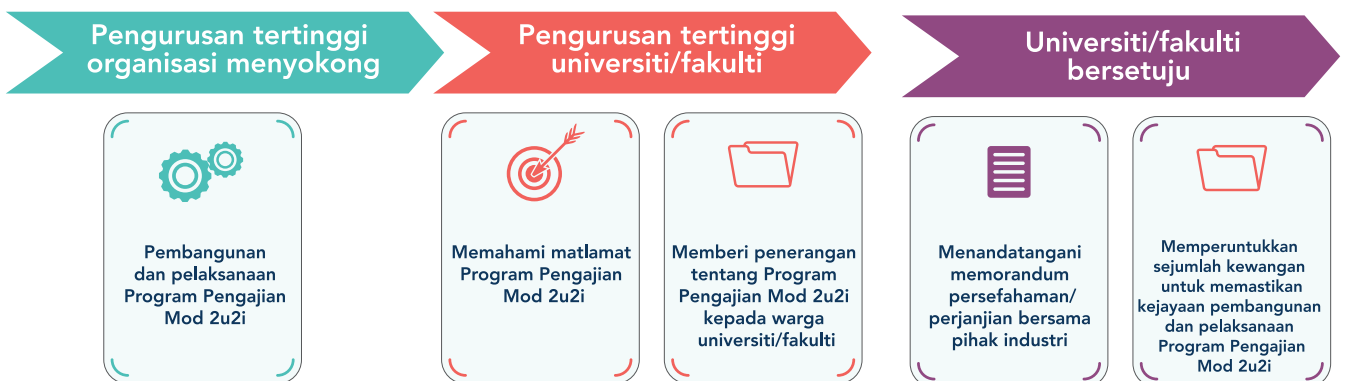 Pengurusan tertinggi
organisasi menyokong
Pengurusan tertinggi
universiti/fakulti
Universiti/fakulti
bersetuju
Pembangunan
dan pelaksanaan
Program Pengajian
Mod 2u2i
Memahami matlamat
Program Pengajian
Mod 2u2i
Memberi penerangan
tentang Program
Pengajian Mod 2u2i
kepada warga
universiti/fakulti
Menandatangani
memorandum
persefahaman/
perjanjian bersama
pihak industri
Memperuntukkan
sejumlah kewangan
untuk memastikan
kejayaan pembangunan
dan pelaksanaan
Program Pengajian
Mod 2u2i